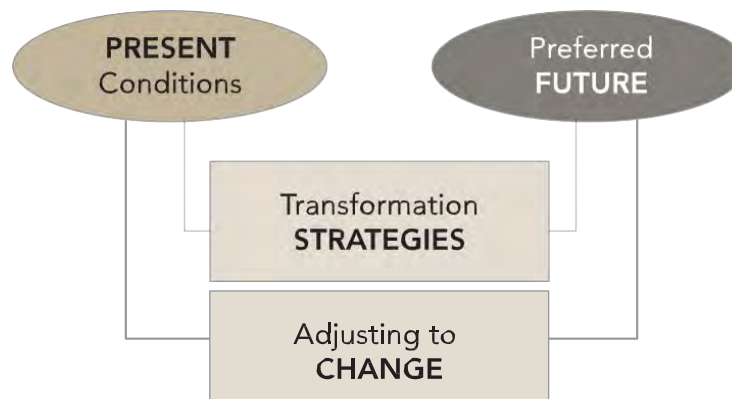 PRESENT
Conditions
Preferred
FUTURE
Transformation
STRATEGIES
Adjusting to
CHANGE